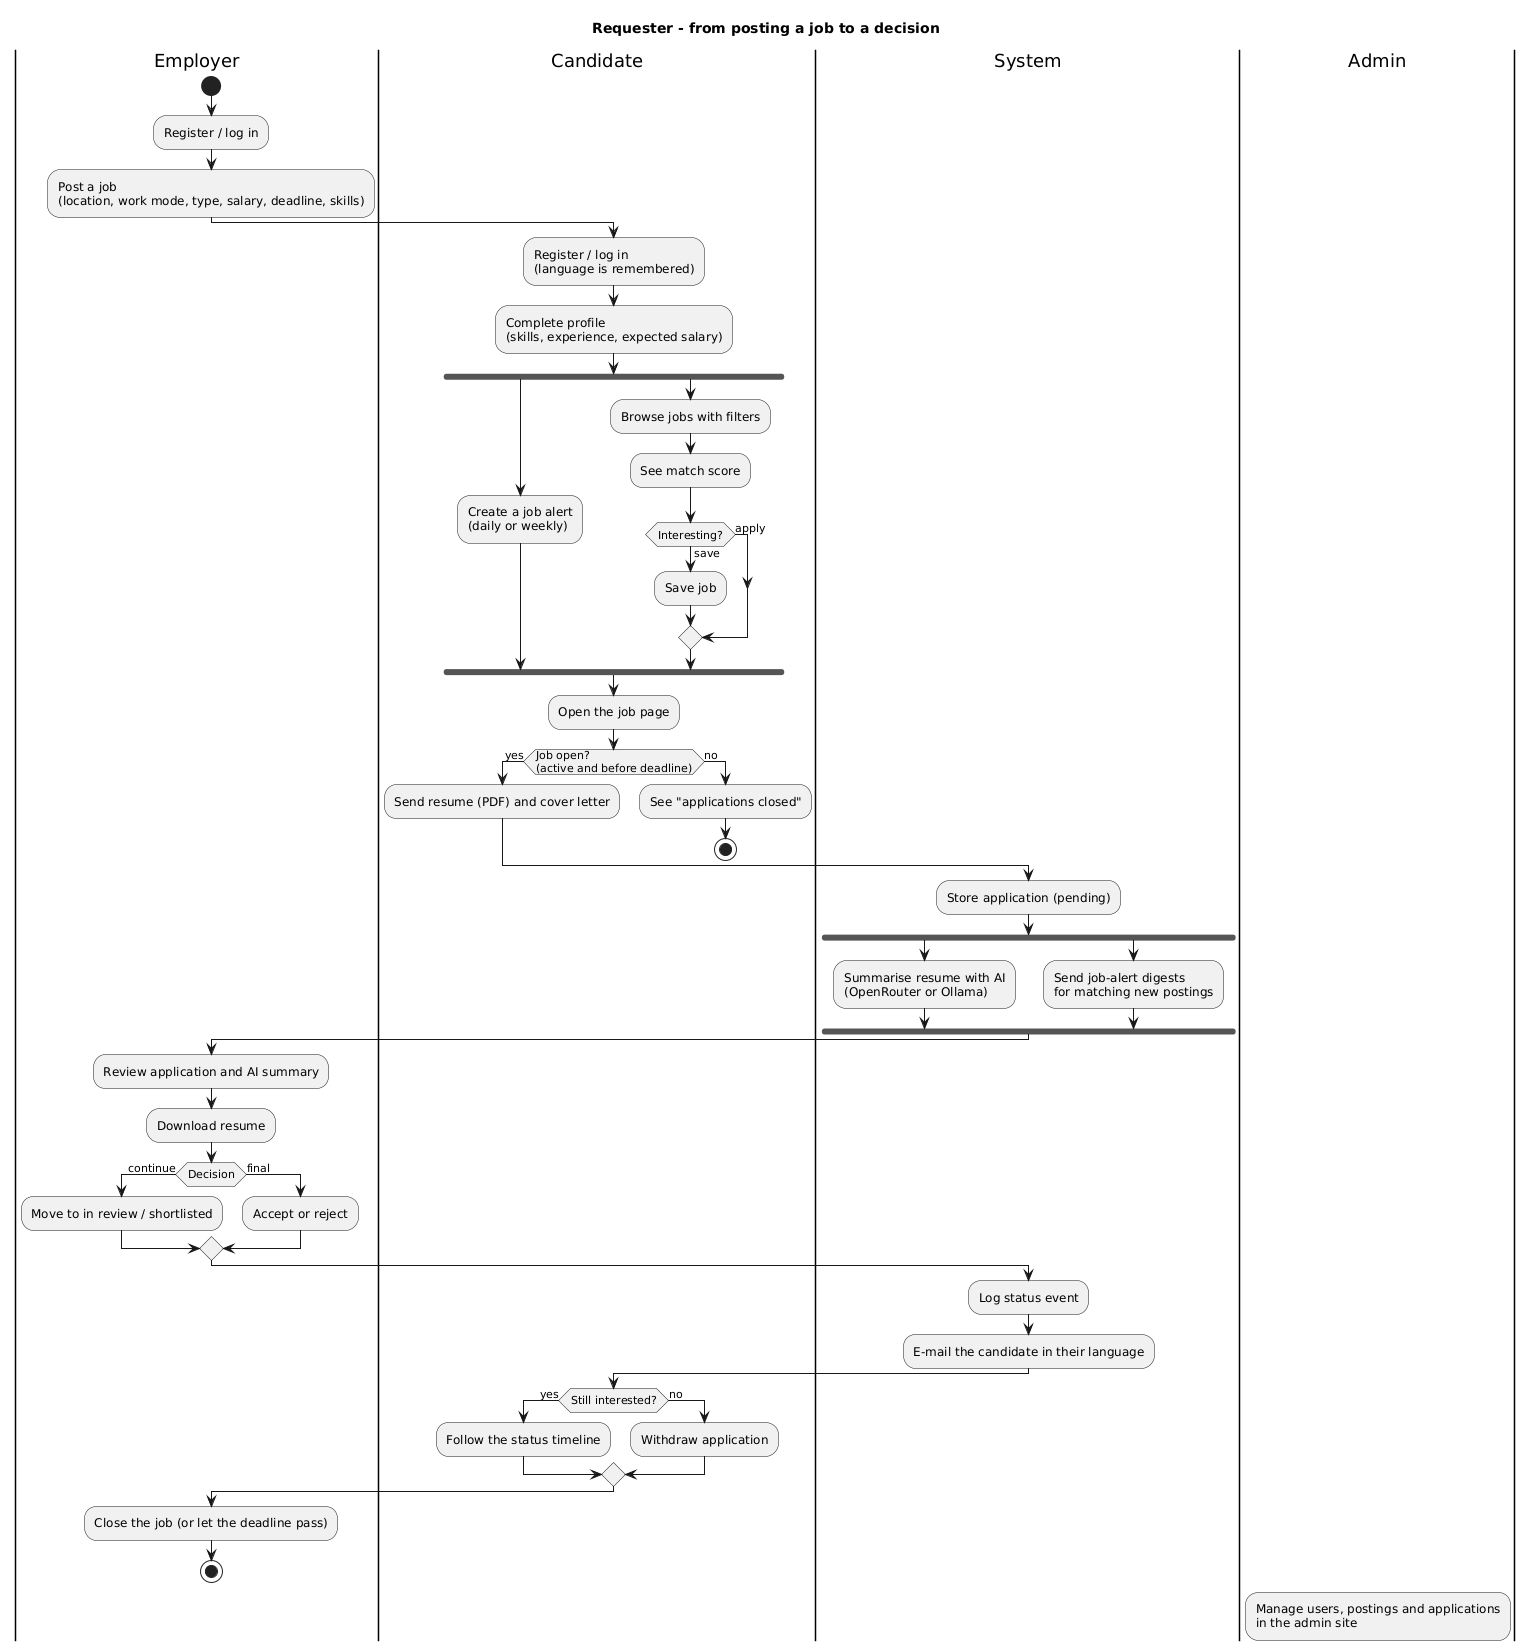 Requester - from posting a job to a decision
Employer
Candidate
System
Admin
Register / log in
Post a job
(location, work mode, type, salary, deadline, skills)
Register / log in
(language is remembered)
Complete profile
(skills, experience, expected salary)
Browse jobs with filters
See match score
Create a job alert
(daily or weekly)
Interesting?
apply
save
Save job
Open the job page
yes
Job open?
(active and before deadline)
no
Send resume (PDF) and cover letter
See "applications closed"
Store application (pending)
Summarise resume with AI
(OpenRouter or Ollama)
Send job-alert digests
for matching new postings
Review application and AI summary
Download resume
continue
Decision
final
Move to in review / shortlisted
Accept or reject
Log status event
E-mail the candidate in their language
yes
Still interested?
no
Follow the status timeline
Withdraw application
Close the job (or let the deadline pass)
Manage users, postings and applications
in the admin site